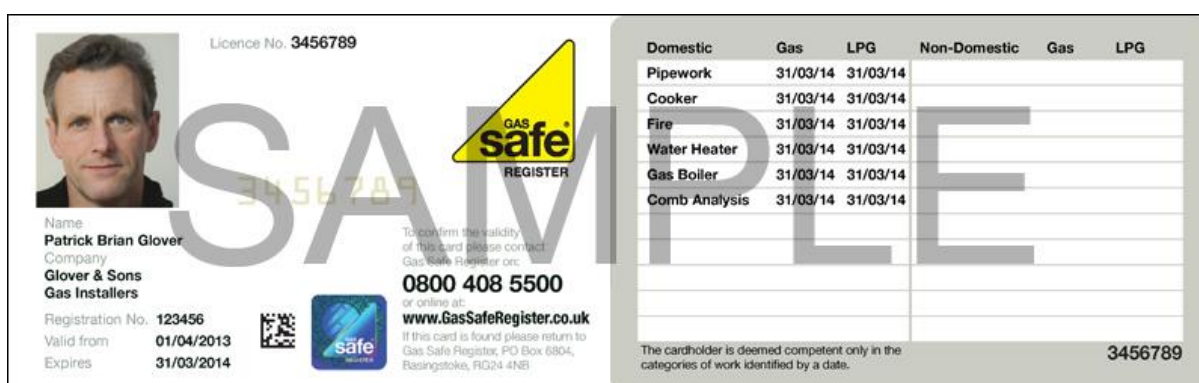 Licence No. 3456789
GAS
safe
REGISTER
3456789
Name
Patrick Brian Glover
Company
Glover & Sons
Gas Installers
Registration No. 123456
Valid from 01/04/2013
Expires 31/03/2014
GAS
safe
REGISTER
To confirm the validity
of this card please contact
Gas Safe Register on:
0800 408 5500
or online at:
www.GasSafeRegister.co.uk
If this card is found please return to
Gas Safe Register, PO Box 6804,
Basingstoke, RG24 4NB
Domestic Gas LPG Non-Domestic Gas LPG
Pipework 31/03/14 31/03/14
Cooker 31/03/14 31/03/14
Fire 31/03/14 31/03/14
Water Heater 31/03/14 31/03/14
Gas Boiler 31/03/14 31/03/14
Comb Analysis 31/03/14 31/03/14
The cardholder is deemed competent only in the
categories of work identified by a date.
3456789
SAMPLE